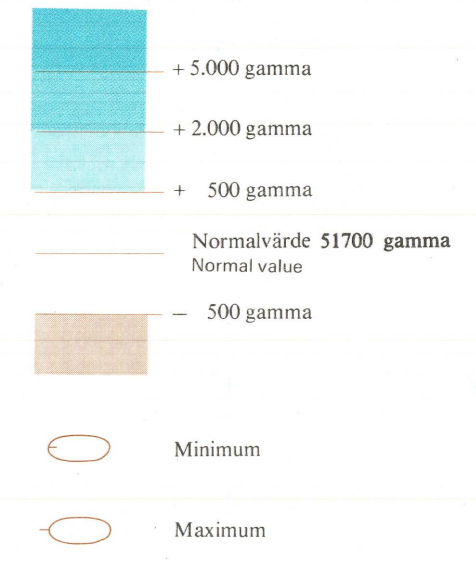 + 5.000 gamma
+ 2.000 gamma
+ 500 gamma
Normalvärde 51700 gamma
Normal value
– 500 gamma
Minimum
Maximum